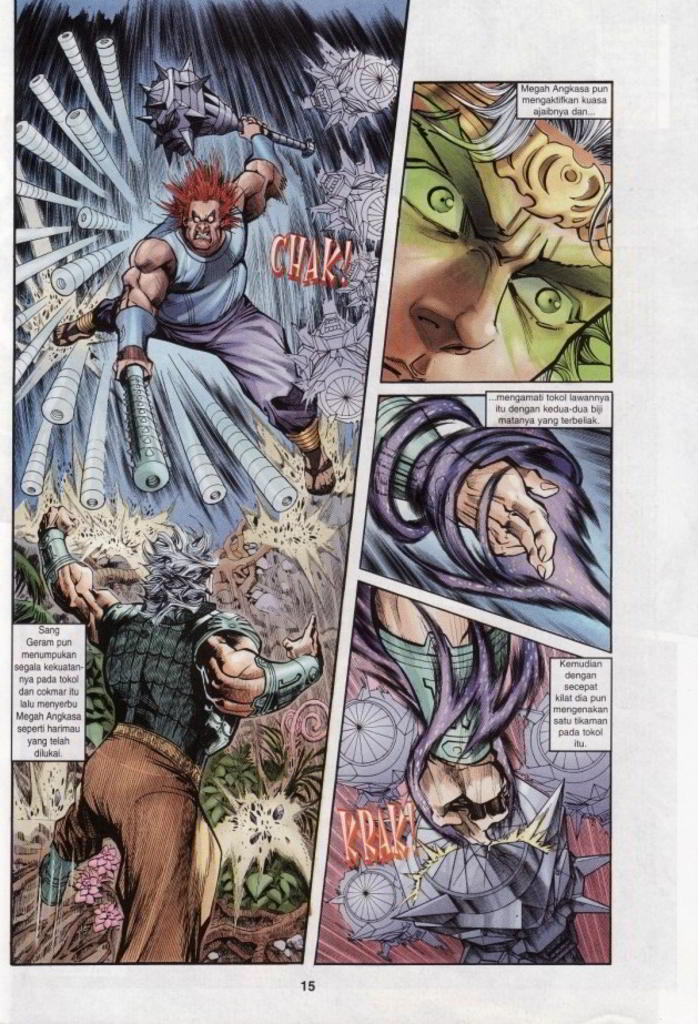 CHAK!
Sang
Geram pun
menumpukan
segala kekuatan-
nya pada tokol
dan cokmar itu
lalu menyerbu
Megah Angkasa
seperti harimau
yang telah
dilukai.
Megah Angkasa pun
mengaktifkan kuasa
ajaibnya dan...
...mengamati tokol lawannya
itu dengan kedua-dua biji
matanya yang terbeliak.
Kemudian
dengan
secepat
kilat dia pun
mengenakan
satu tikaman
pada tokol
itu.
KRAK!
15